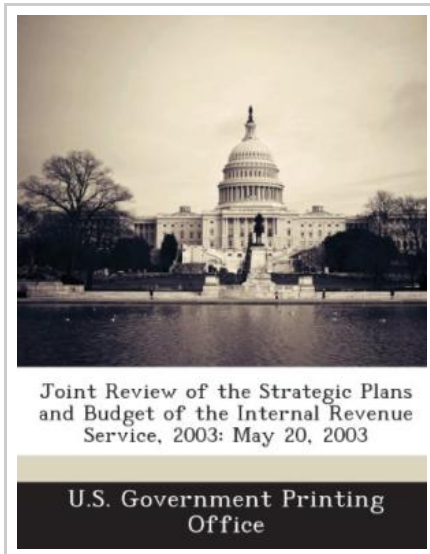 Joint Review of the Strategic Plans
and Budget of the Internal Revenue
Service, 2003: May 20, 2003
U.S. Government Printing
Office